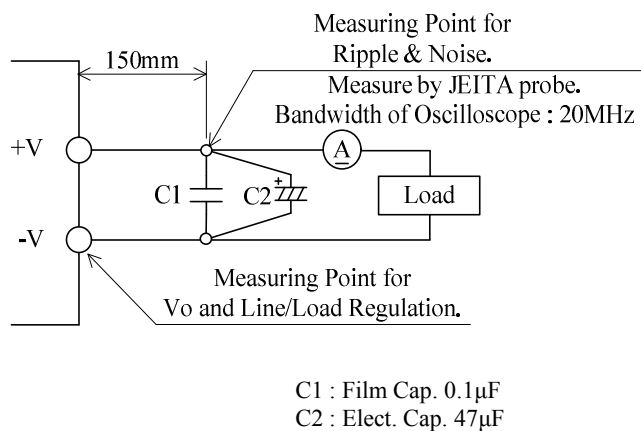 Measuring Point for
Ripple & Noise.
150mm
Measure by JEITA probe.
Bandwidth of Oscilloscope : 20MHz
+V
A
C1
+
C2
Load
-V
Measuring Point for
Vo and Line/Load Regulation.
C1 : Film Cap. 0.1µF
C2 : Elect. Cap. 47µF